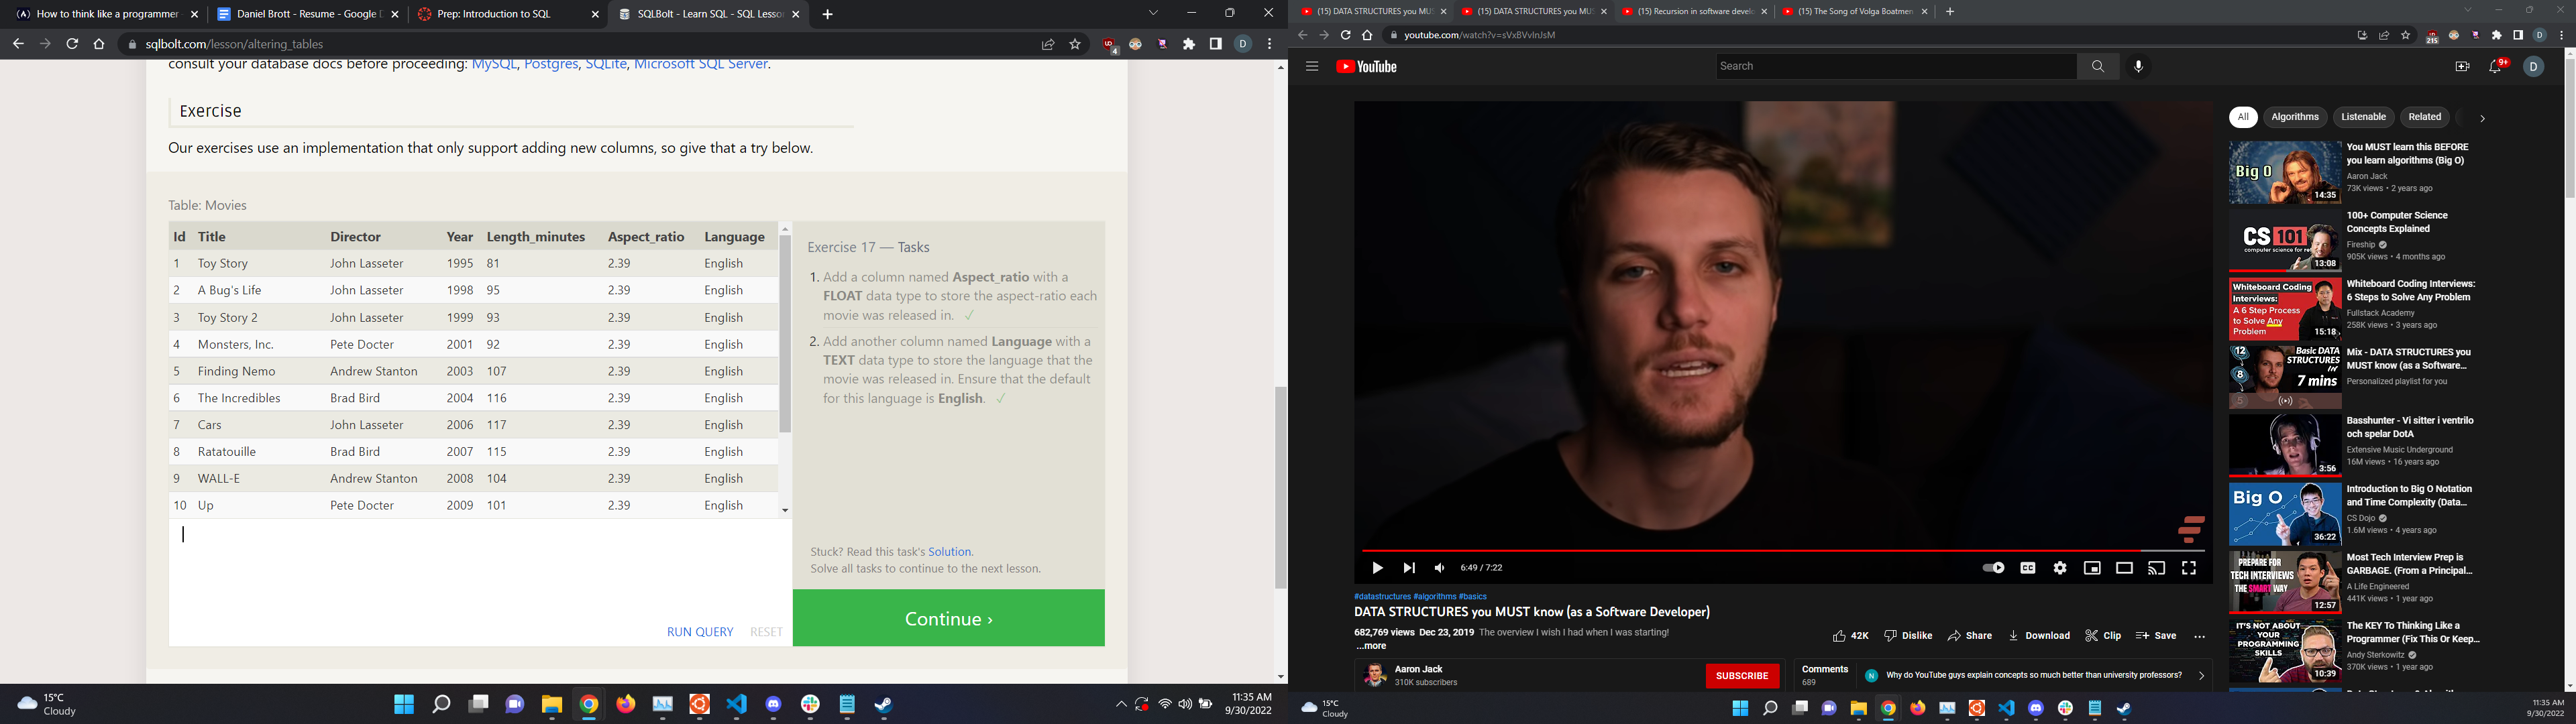 How to think like a programmer
Daniel Brott - Resume - Google D
Prep: Introduction to SQL
SQLBolt - Learn SQL - SQL Lesson
sqlbolt.com/lesson/altering_tables
4
D
consult your database docs before proceeding: MySQL, Postgres, SQLite, Microsoft SQL Server.
Exercise
Our exercises use an implementation that only support adding new columns, so give that a try below.
Table: Movies
Id Title Director Year Length_minutes Aspect_ratio Language
1 Toy Story John Lasseter 1995 81 2.39 English
2 A Bug's Life John Lasseter 1998 95 2.39 English
3 Toy Story 2 John Lasseter 1999 93 2.39 English
4 Monsters, Inc. Pete Docter 2001 92 2.39 English
5 Finding Nemo Andrew Stanton 2003 107 2.39 English
6 The Incredibles Brad Bird 2004 116 2.39 English
7 Cars John Lasseter 2006 117 2.39 English
8 Ratatouille Brad Bird 2007 115 2.39 English
9 WALL-E Andrew Stanton 2008 104 2.39 English
10 Up Pete Docter 2009 101 2.39 English
RUN QUERY RESET
Exercise 17 — Tasks
1. Add a column named Aspect_ratio with a
FLOAT data type to store the aspect-ratio each
movie was released in. ✓
2. Add another column named Language with a
TEXT data type to store the language that the
movie was released in. Ensure that the default
for this language is English. ✓
Stuck? Read this task's Solution.
Solve all tasks to continue to the next lesson.
Continue ›
15°C
Cloudy
11:35 AM
9/30/2022
(15) DATA STRUCTURES you MUS
(15) DATA STRUCTURES you MUS
(15) Recursion in software develo
(15) The Song of Volga Boatmen
youtube.com/watch?v=sVxBVvlnJsM
215
D
YouTube
Search
9+
D
6:49 / 7:22
CC
#datastructures #algorithms #basics
DATA STRUCTURES you MUST know (as a Software Developer)
682,769 views Dec 23, 2019 The overview I wish I had when I was starting!
...more
42K Dislike Share Download Clip Save
Aaron Jack
310K subscribers
SUBSCRIBE
Comments
689
N
Why do YouTube guys explain concepts so much better than university professors?
All Algorithms Listenable Related
Big O
14:35
You MUST learn this BEFORE
you learn algorithms (Big O)
Aaron Jack
73K views • 2 years ago
CS 101
computer science for
13:08
100+ Computer Science
Concepts Explained
Fireship
905K views • 4 months ago
Whiteboard Coding
Interviews:
A 6 Step Process
to Solve Any
Problem
15:18
Whiteboard Coding Interviews:
6 Steps to Solve Any Problem
Fullstack Academy
258K views • 3 years ago
12
8
5
Basic DATA
STRUCTURES
in
7 mins
Mix - DATA STRUCTURES you
MUST know (as a Software...
Personalized playlist for you
3:56
Basshunter - Vi sitter i ventrilo
och spelar DotA
Extensive Music Underground
16M views • 16 years ago
Big O
36:22
Introduction to Big O Notation
and Time Complexity (Data...
CS Dojo
1.6M views • 4 years ago
PREPARE FOR
TECH INTERVIEWS
THE SMART WAY
12:57
Most Tech Interview Prep is
GARBAGE. (From a Principal...
A Life Engineered
441K views • 1 year ago
IT'S NOT ABOUT
YOUR
PROGRAMMING
SKILLS
10:39
The KEY To Thinking Like a
Programmer (Fix This Or Keep...
Andy Sterkowitz
370K views • 1 year ago
15°C
Cloudy
11:35 AM
9/30/2022